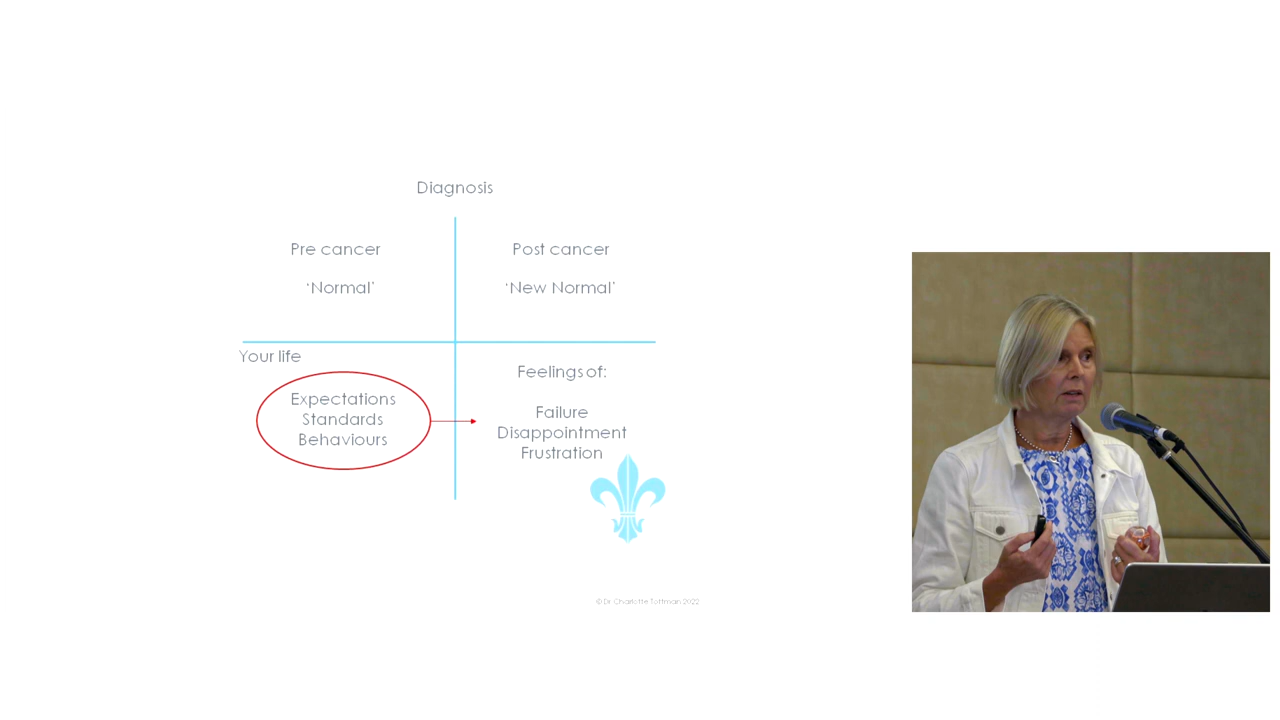 Diagnosis
Pre cancer
Post cancer
‘Normal’
‘New Normal’
Your life
Expectations
Standards
Behaviours
Feelings of:
Failure
Disappointment
Frustration
© Dr Charlotte Tottman 2022